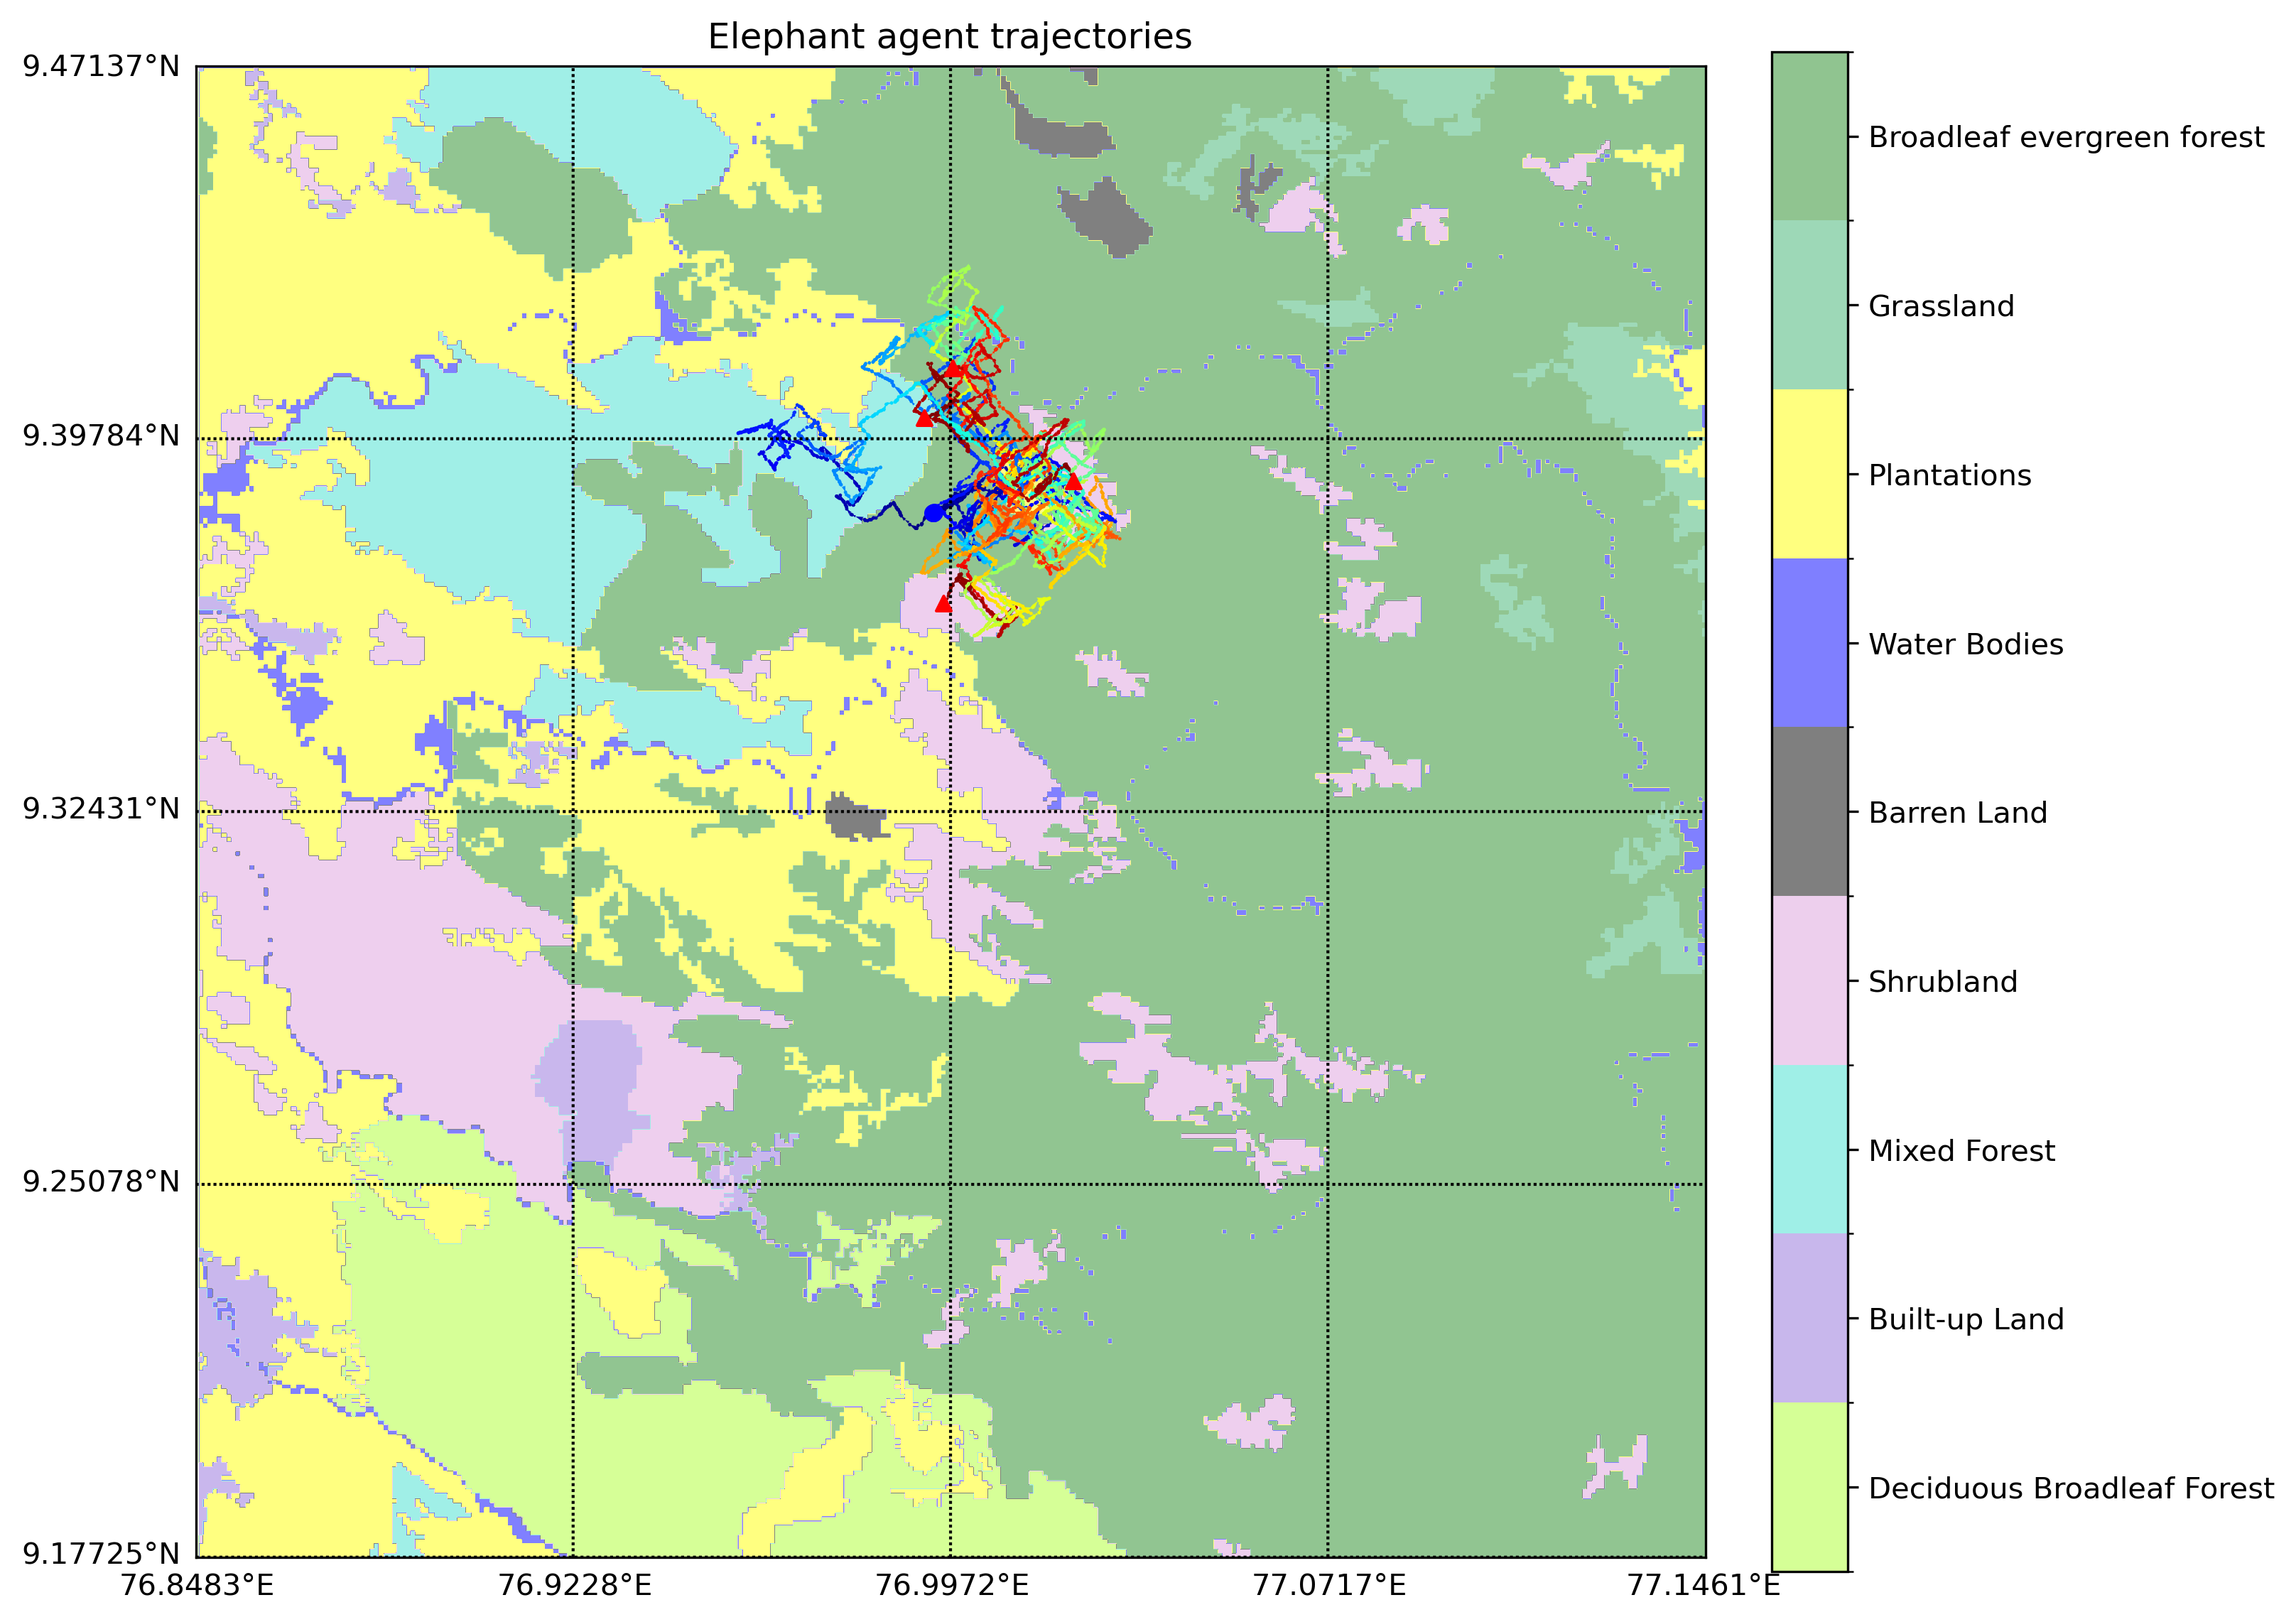 Elephant agent trajectories
9.47137°N
9.39784°N
9.32431°N
9.25078°N
9.17725°N
76.8483°E
76.9228°E
76.9972°E
77.0717°E
77.1461°E
Broadleaf evergreen forest
Grassland
Plantations
Water Bodies
Barren Land
Shrubland
Mixed Forest
Built-up Land
Deciduous Broadleaf Forest